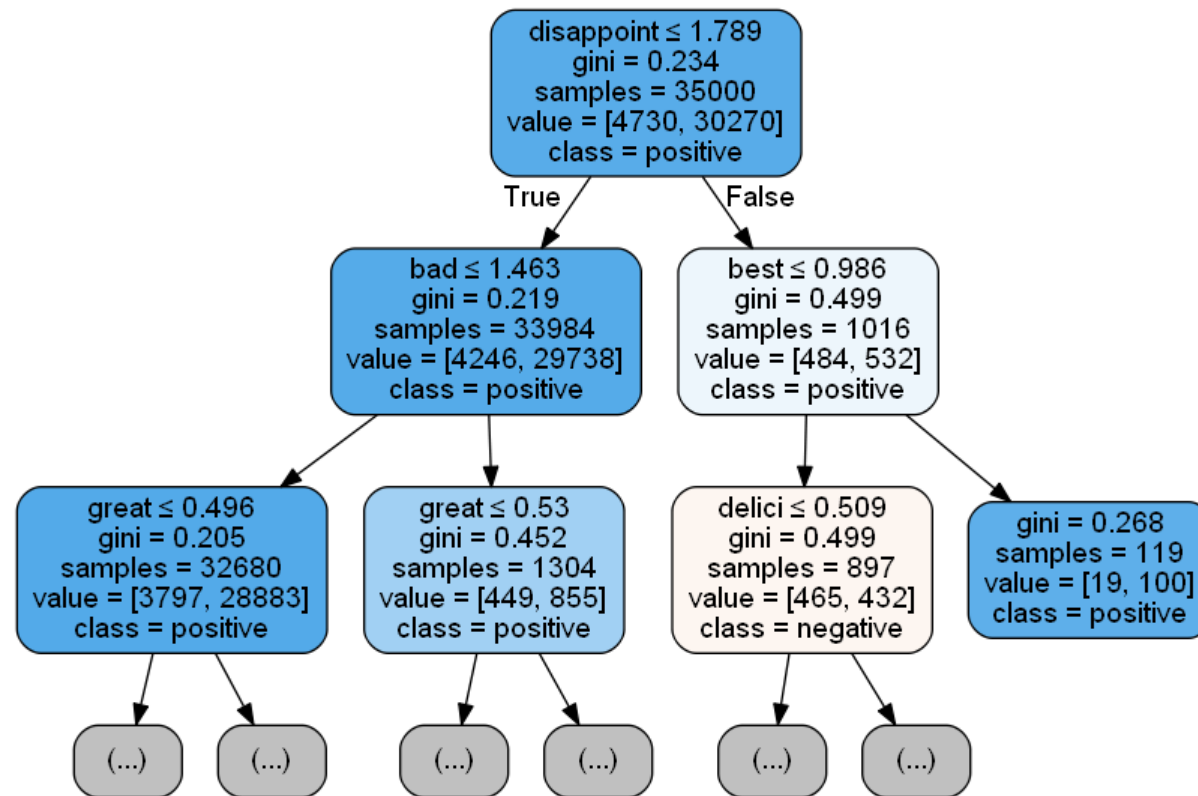 disappoint ≤ 1.789
gini = 0.234
samples = 35000
value = [4730, 30270]
class = positive
True
False
bad ≤ 1.463
gini = 0.219
samples = 33984
value = [4246, 29738]
class = positive
best ≤ 0.986
gini = 0.499
samples = 1016
value = [484, 532]
class = positive
great ≤ 0.496
gini = 0.205
samples = 32680
value = [3797, 28883]
class = positive
great ≤ 0.53
gini = 0.452
samples = 1304
value = [449, 855]
class = positive
delici ≤ 0.509
gini = 0.499
samples = 897
value = [465, 432]
class = negative
gini = 0.268
samples = 119
value = [19, 100]
class = positive
(...)
(...)
(...)
(...)
(...)
(...)